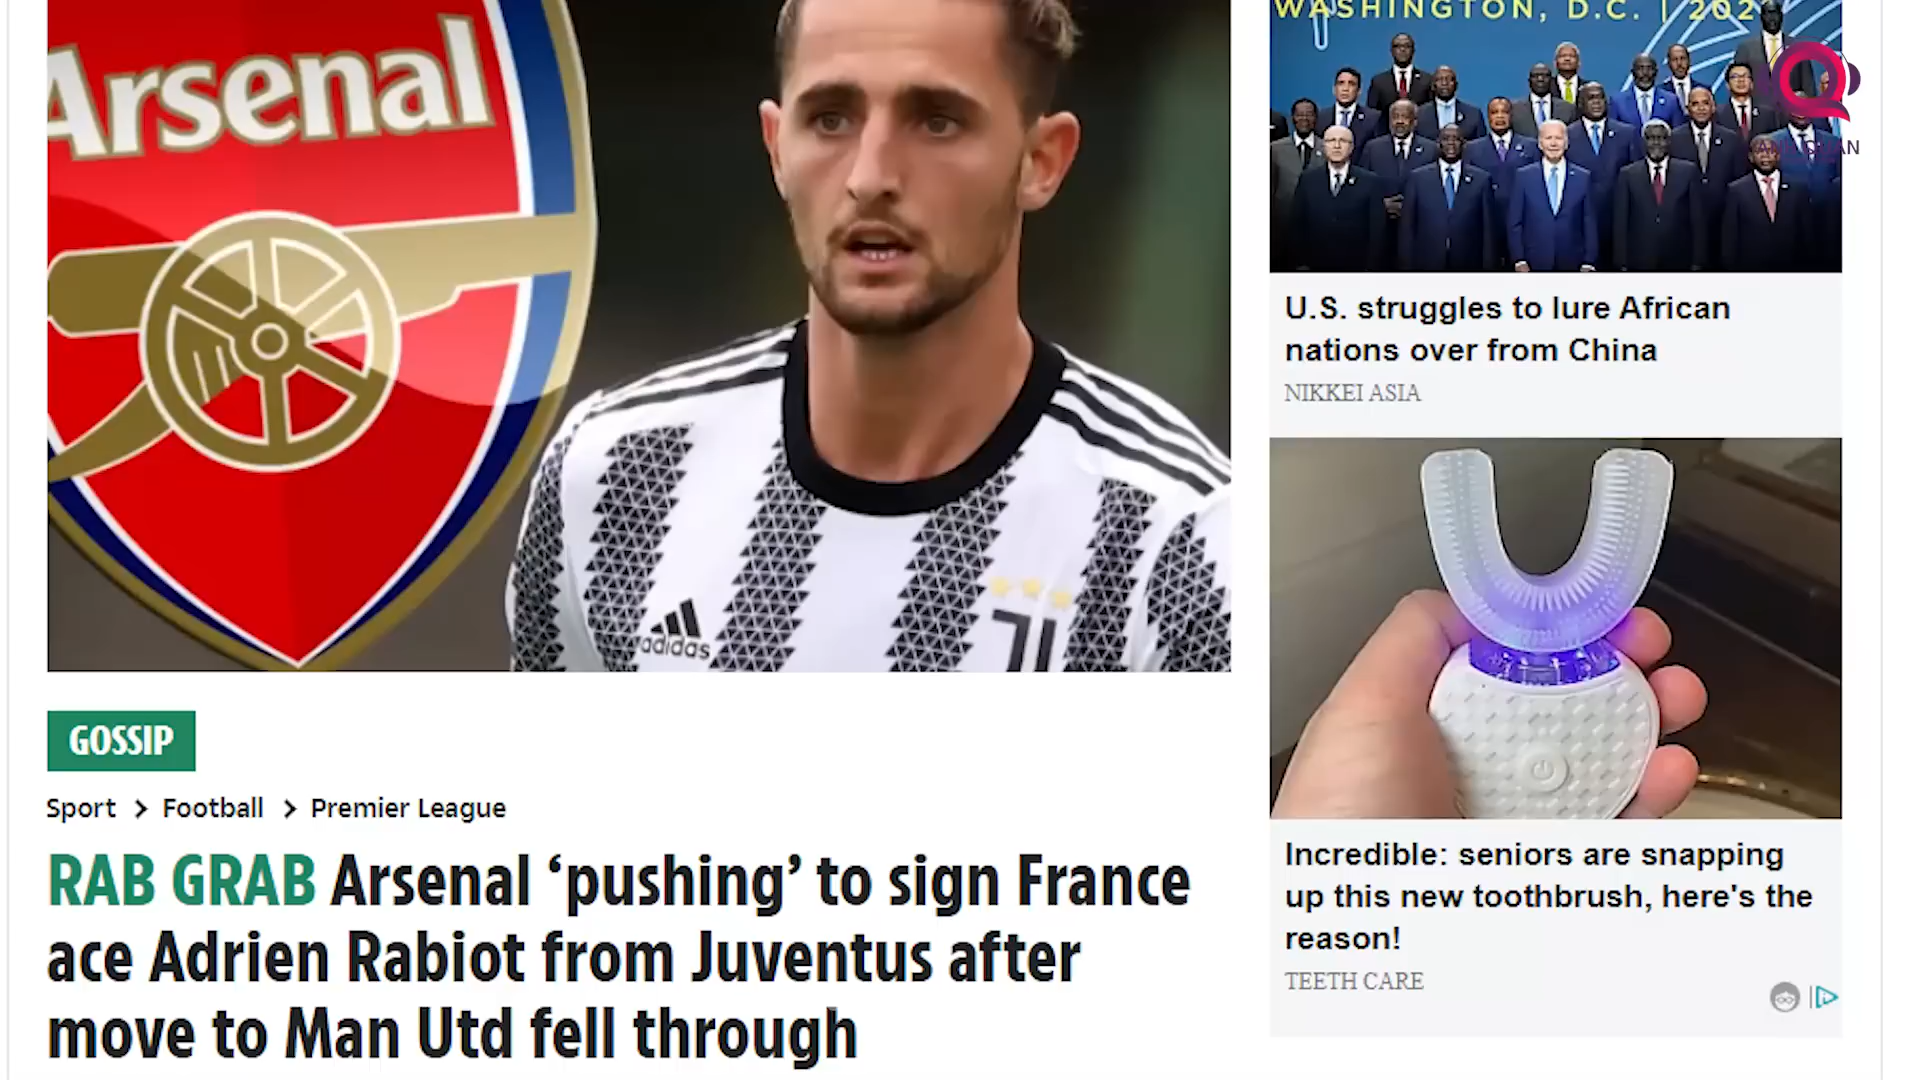 Arsenal
adidas
GOSSIP
Sport > Football > Premier League
RAB GRAB Arsenal ‘pushing’ to sign France
ace Adrien Rabiot from Juventus after
move to Man Utd fell through
WASHINGTON, D.C. | 202
U.S. struggles to lure African
nations over from China
NIKKEI ASIA
Incredible: seniors are snapping
up this new toothbrush, here's the
reason!
TEETH CARE